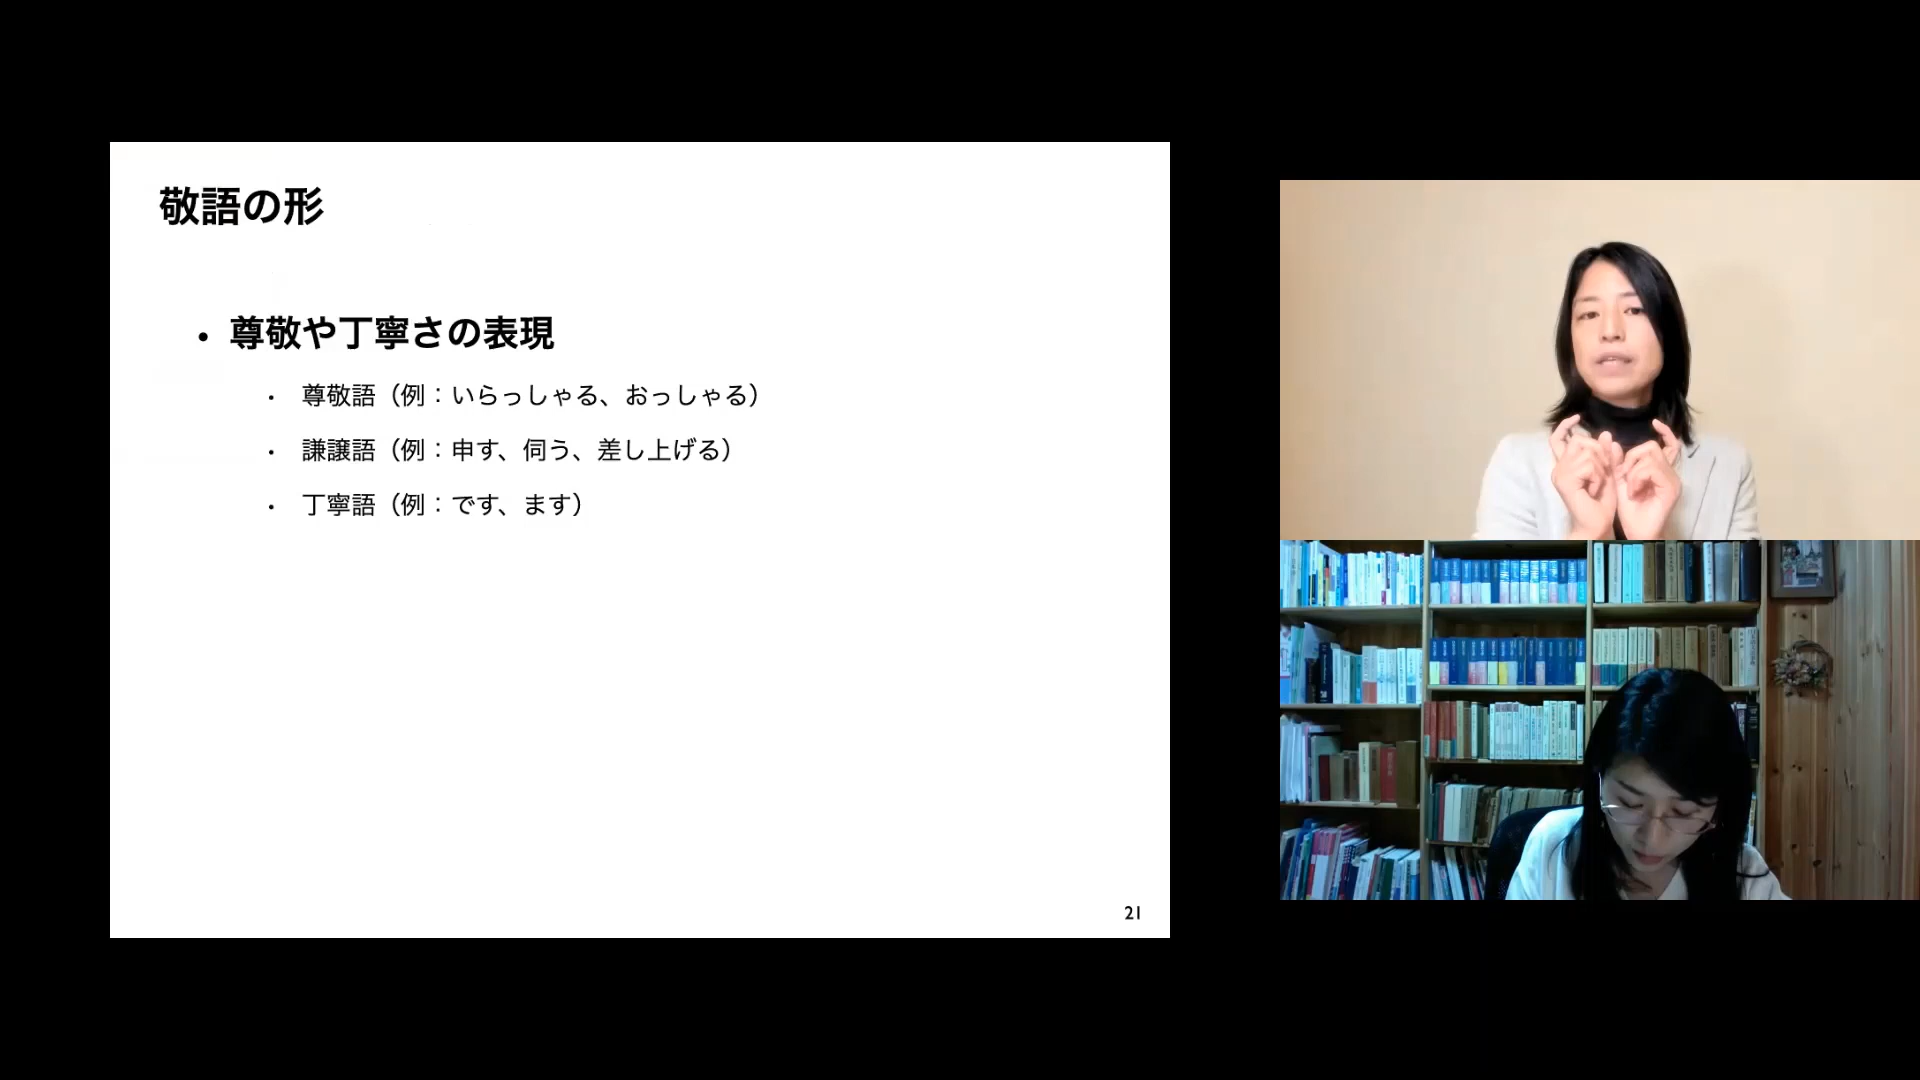 敬語の形
• 尊敬や丁寧さの表現
• 尊敬語（例：いらっしゃる、おっしゃる）
• 謙譲語（例：申す、伺う、差し上げる）
• 丁寧語（例：です、ます）
21